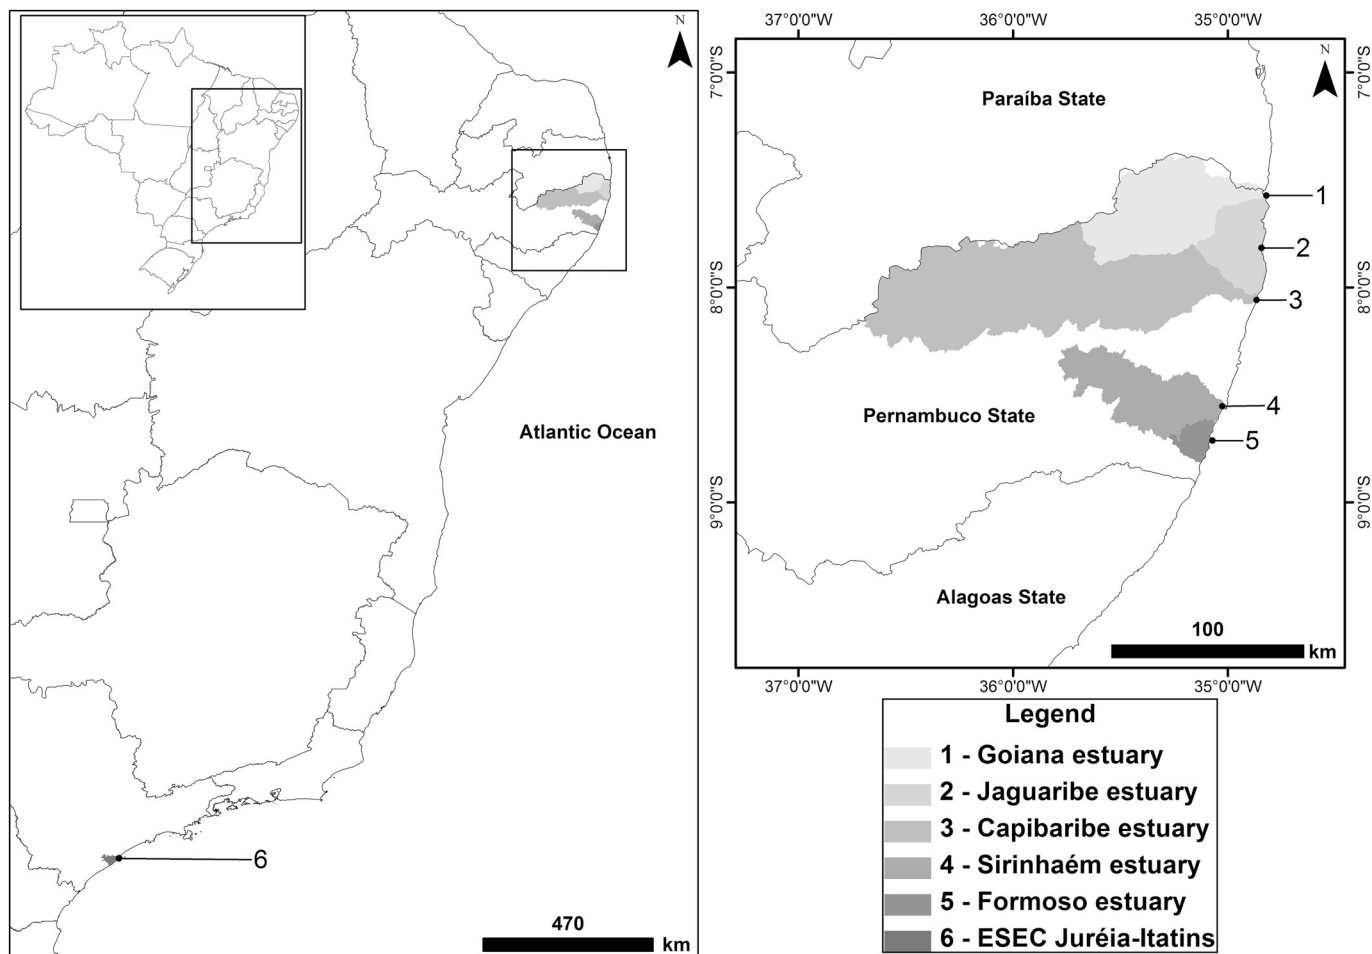 N
Atlantic Ocean
6
470
km
37°0'0"W
36°0'0"W
35°0'0"W
N
7°0'0"S
7°0'0"S
Paraíba State
1
2
8°0'0"S
3
8°0'0"S
4
Pernambuco State
5
9°0'0"S
9°0'0"S
Alagoas State
100
km
37°0'0"W
36°0'0"W
35°0'0"W
Legend
1 - Goiana estuary
2 - Jaguaribe estuary
3 - Capibaribe estuary
4 - Sirinhaém estuary
5 - Formoso estuary
6 - ESEC Juréia-Itatins